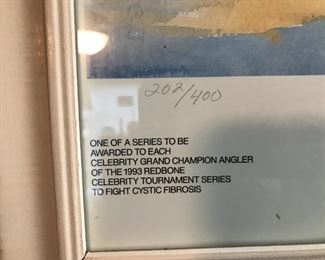 202/400
ONE OF A SERIES TO BE
AWARDED TO EACH
CELEBRITY GRAND CHAMPION ANGLER
OF THE 1993 REDBONE
CELEBRITY TOURNAMENT SERIES
TO FIGHT CYSTIC FIBROSIS